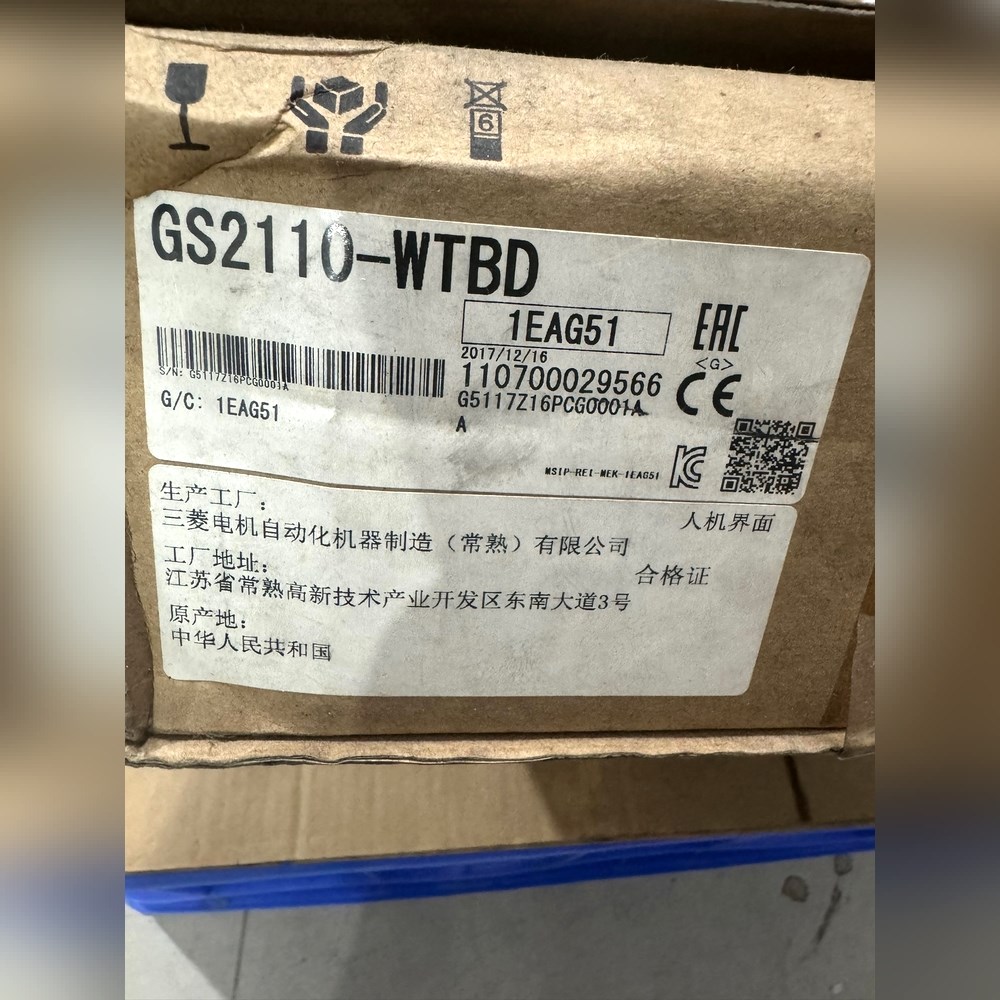 6
GS2110-WTBD
1EAG51
EAC
2017/12/16
<G>
110700029566
CE
S/N: G5117Z16PCG0001A
G5117Z16PCG0001A
G/C: 1EAG51
A
MSIP-REI-MEK-1EAG51
生产工厂:
人机界面
三菱电机自动化机器制造（常熟）有限公司
工厂地址:
合格证
江苏省常熟高新技术产业开发区东南大道3号
原产地:
中华人民共和国